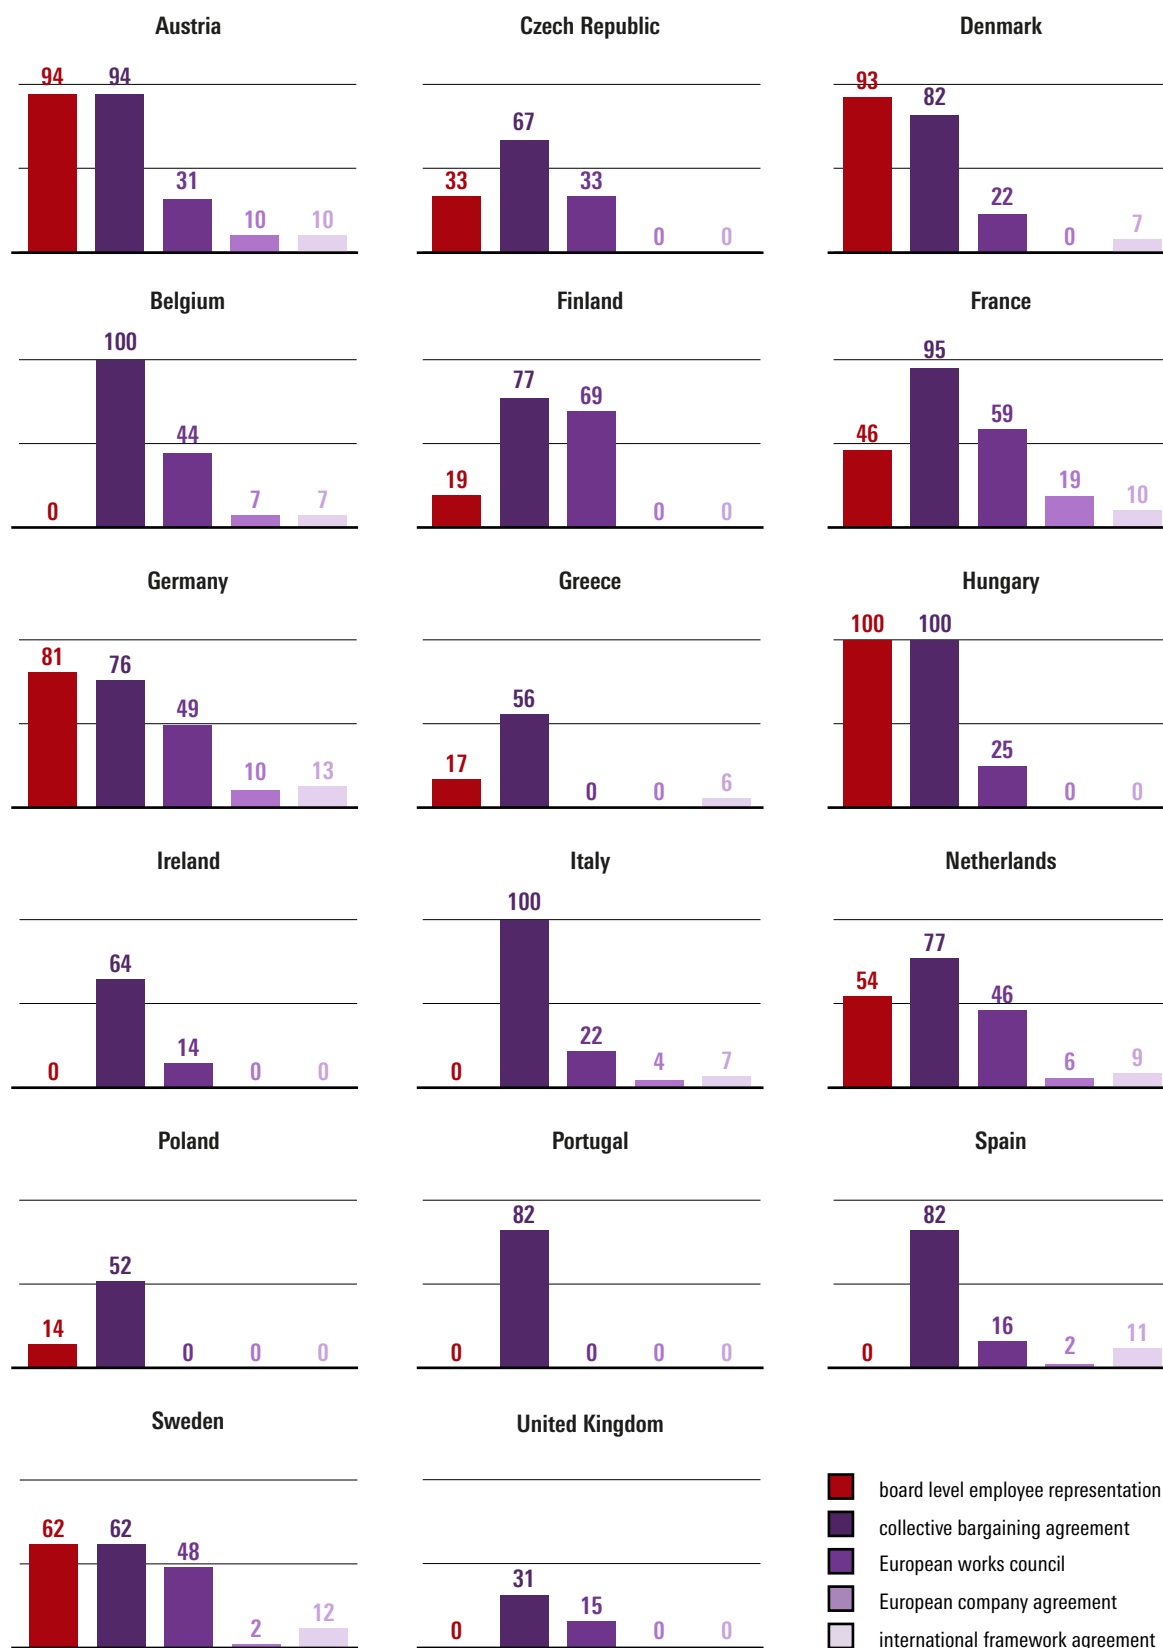 Austria
94 94 31 10 10
Czech Republic
33 67 33 0 0
Denmark
93 82 22 0 7
Belgium
0 100 44 7 7
Finland
19 77 69 0 0
France
46 95 59 19 10
Germany
81 76 49 10 13
Greece
17 56 0 0 6
Hungary
100 100 25 0 0
Ireland
0 64 14 0 0
Italy
0 100 22 4 7
Netherlands
54 77 46 6 9
Poland
14 52 0 0 0
Portugal
0 82 0 0 0
Spain
0 82 16 2 11
Sweden
62 62 48 2 12
United Kingdom
0 31 15 0 0
board level employee representation
collective bargaining agreement
European works council
European company agreement
international framework agreement